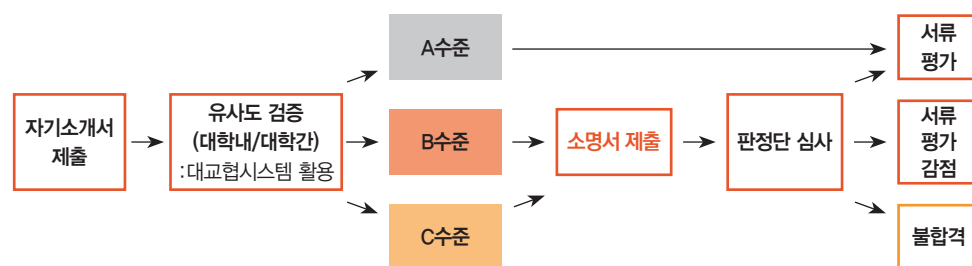 자기소개서
제출
유사도 검증
(대학내/대학간)
:대교협시스템 활용
A수준
B수준
C수준
소명서 제출
판정단 심사
서류
평가
서류
평가
감점
불합격